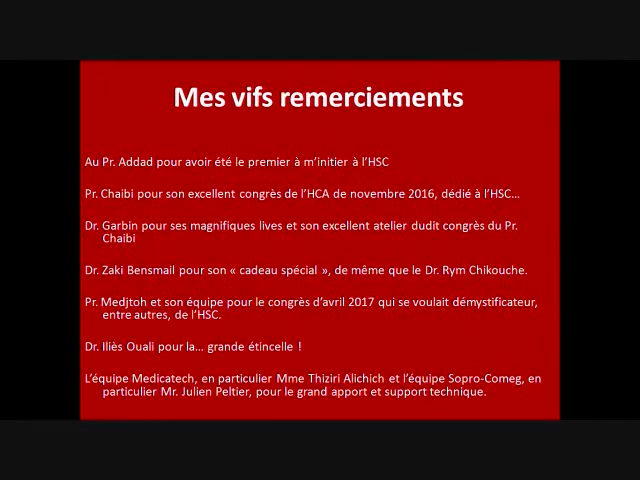 Mes vifs remerciements
Au Pr. Addad pour avoir été le premier à m'initier à l'HSC
Pr. Chaibi pour son excellent congrès de l'HCA de novembre 2016, dédié à l'HSC...
Dr. Garbin pour ses magnifiques lives et son excellent atelier dudit congrès du Pr.
Chaibi
Dr. Zaki Bensmail pour son « cadeau spécial », de même que le Dr. Rym Chikouche.
Pr. Medjtoh et son équipe pour le congrès d'avril 2017 qui se voulait démystificateur,
entre autres, de l'HSC.
Dr. Iliès Ouali pour la... grande étincelle !
L'équipe Medicatech, en particulier Mme Thiziri Alichich et l'équipe Sopro-Comeg, en
particulier Mr. Julien Peltier, pour le grand apport et support technique.